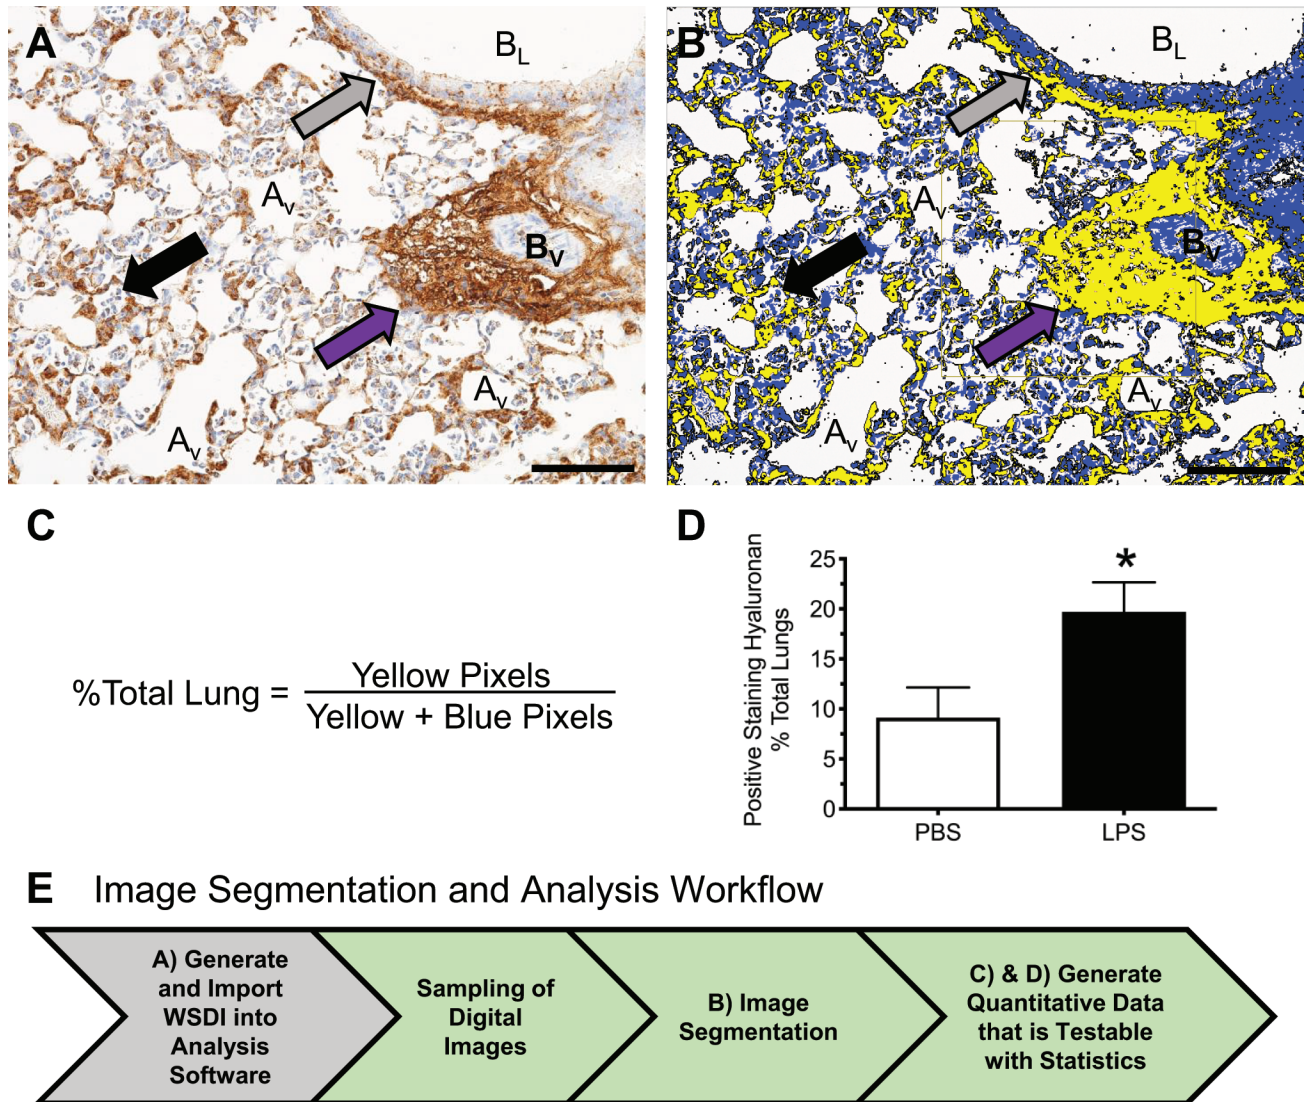 A
B_L
A_v
B_v
A_v
A_v
B
B_L
A_v
B_v
A_v
A_v
C
%Total Lung = Yellow Pixels
Yellow + Blue Pixels
D
Positive Staining Hyaluronan
% Total Lungs
25
20
15
10
5
0
*
PBS
LPS
E Image Segmentation and Analysis Workflow
A) Generate
and Import
WSDI into
Analysis
Software
Sampling of
Digital
Images
B) Image
Segmentation
C) & D) Generate
Quantitative Data
that is Testable
with Statistics